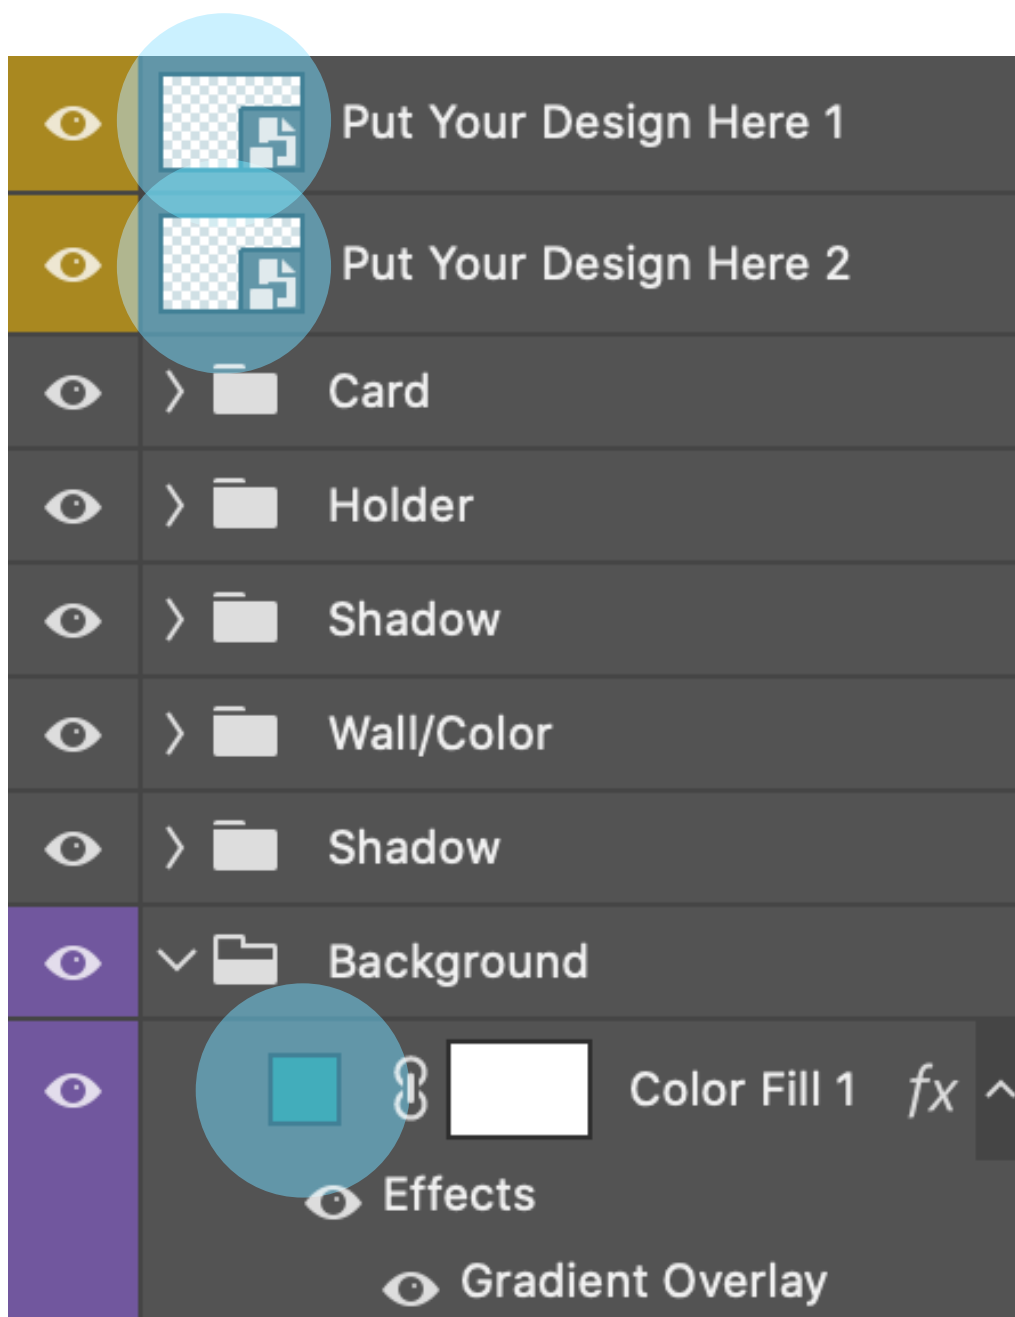 Put Your Design Here 1
Put Your Design Here 2
Card
Holder
Shadow
Wall/Color
Shadow
Background
Color Fill 1 fx
Effects
Gradient Overlay